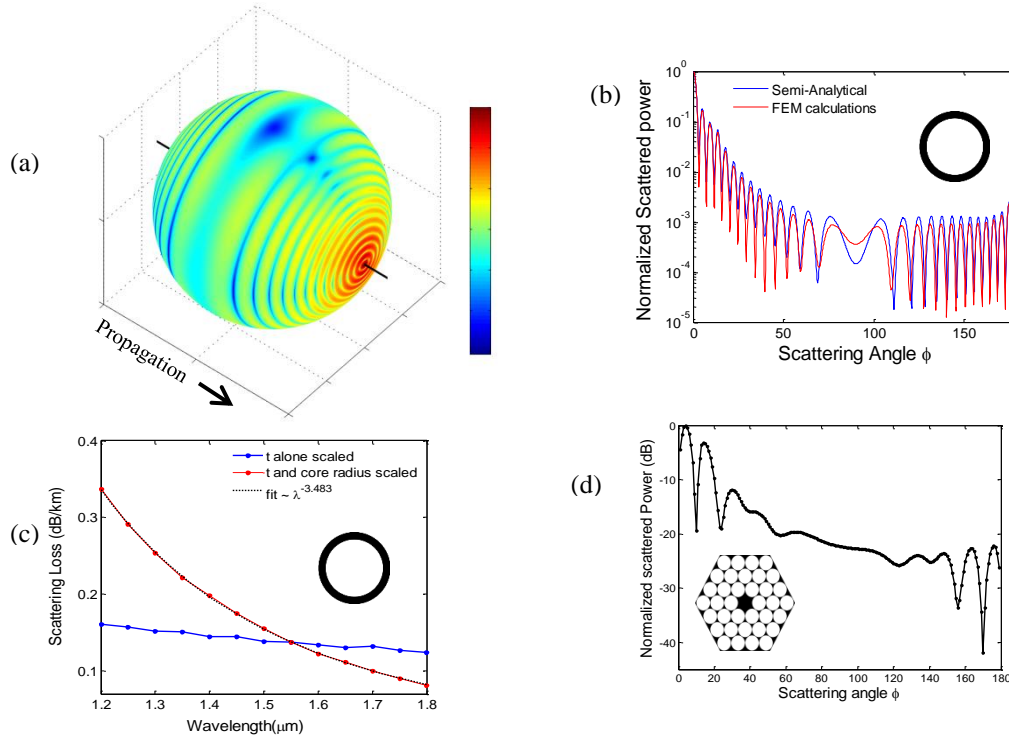 (a)
Propagation
(b)
Normalized Scattered power
10^0
10^-1
10^-2
10^-3
10^-4
10^-5
Semi-Analytical
FEM calculations
0
50
100
150
Scattering Angle ϕ
(c)
Scattering Loss (dB/km)
0.4
0.3
0.2
0.1
t alone scaled
t and core radius scaled
fit ~ λ^-3.483
1.2
1.3
1.4
1.5
1.6
1.7
1.8
Wavelength(μm)
(d)
Normalized scattered Power (dB)
0
-10
-20
-30
-40
0
20
40
60
80
100
120
140
160
180
Scattering angle ϕ